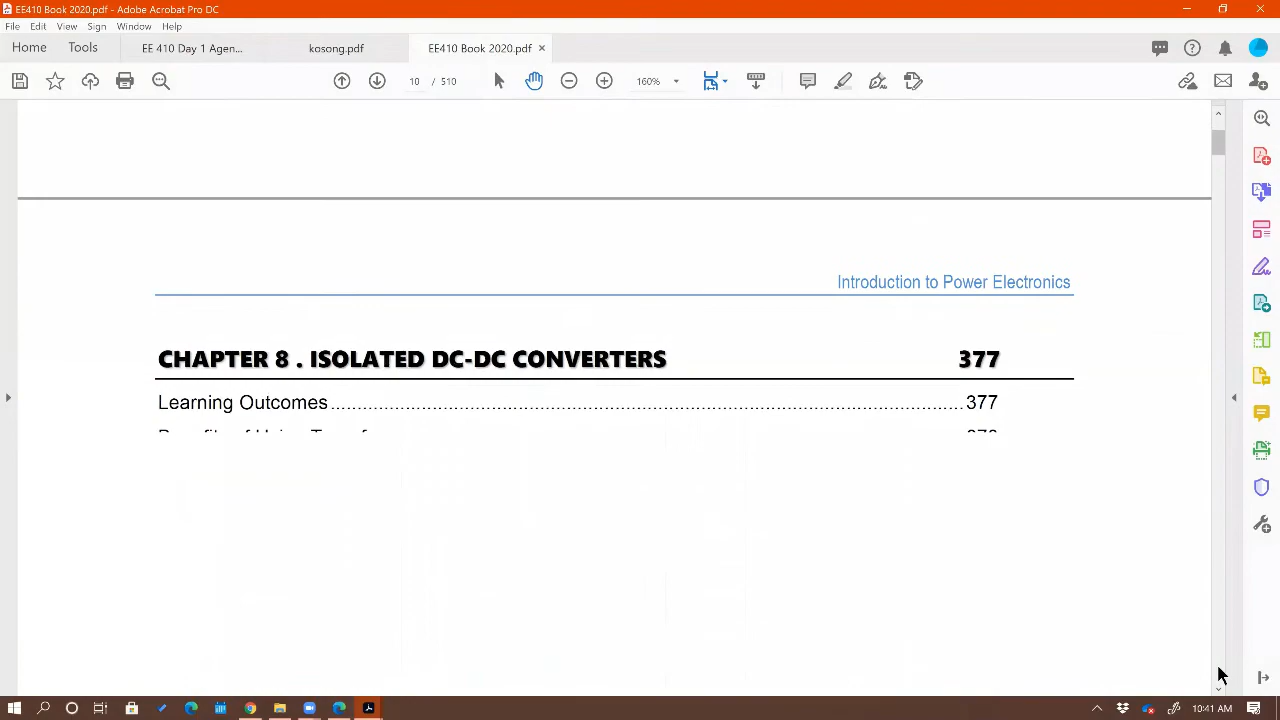 EE410 Book 2020.pdf - Adobe Acrobat Pro DC
File Edit View Sign Window Help
Home Tools EE 410 Day 1 Agen... kosong.pdf EE410 Book 2020.pdf ×
10 / 510 160%
Introduction to Power Electronics
CHAPTER 8 . ISOLATED DC-DC CONVERTERS 377
Learning Outcomes 377
10:41 AM